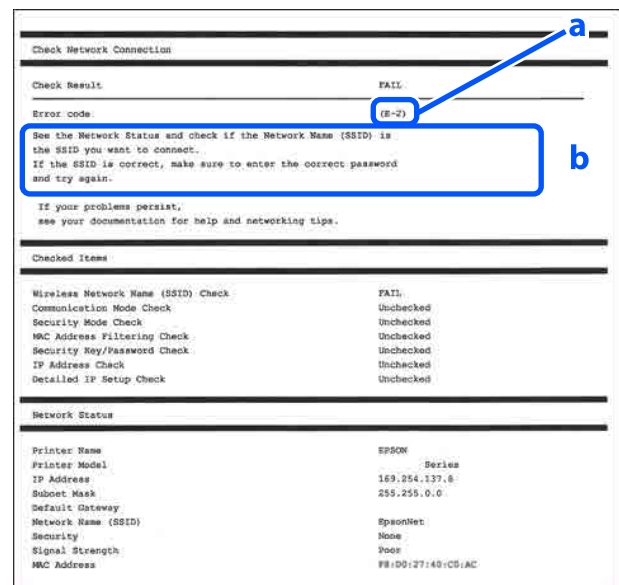 a
Check Network Connection
Check Result FAIL
Error code (E-2)
See the Network Status and check if the Network Name (SSID) is
the SSID you want to connect.
If the SSID is correct, make sure to enter the correct password
and try again.
b
If your problems persist,
see your documentation for help and networking tips.
Checked Items
Wireless Network Name (SSID) Check FAIL
Communication Mode Check Unchecked
Security Mode Check Unchecked
MAC Address Filtering Check Unchecked
Security Key/Password Check Unchecked
IP Address Check Unchecked
Detailed IP Setup Check Unchecked
Network Status
Printer Name EPSON
Printer Model Series
IP Address 169.254.137.8
Subnet Mask 255.255.0.0
Default Gateway
Network Name (SSID) EpsonNet
Security None
Signal Strength Poor
MAC Address F8:D0:27:40:C0:AC